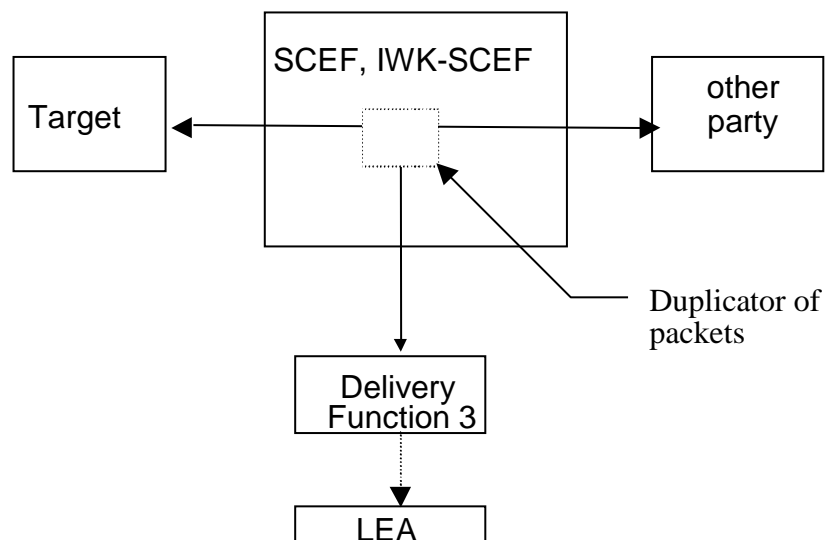 SCEF, IWK-SCEF
Target
other
party
Duplicator of
packets
Delivery
Function 3
LEA